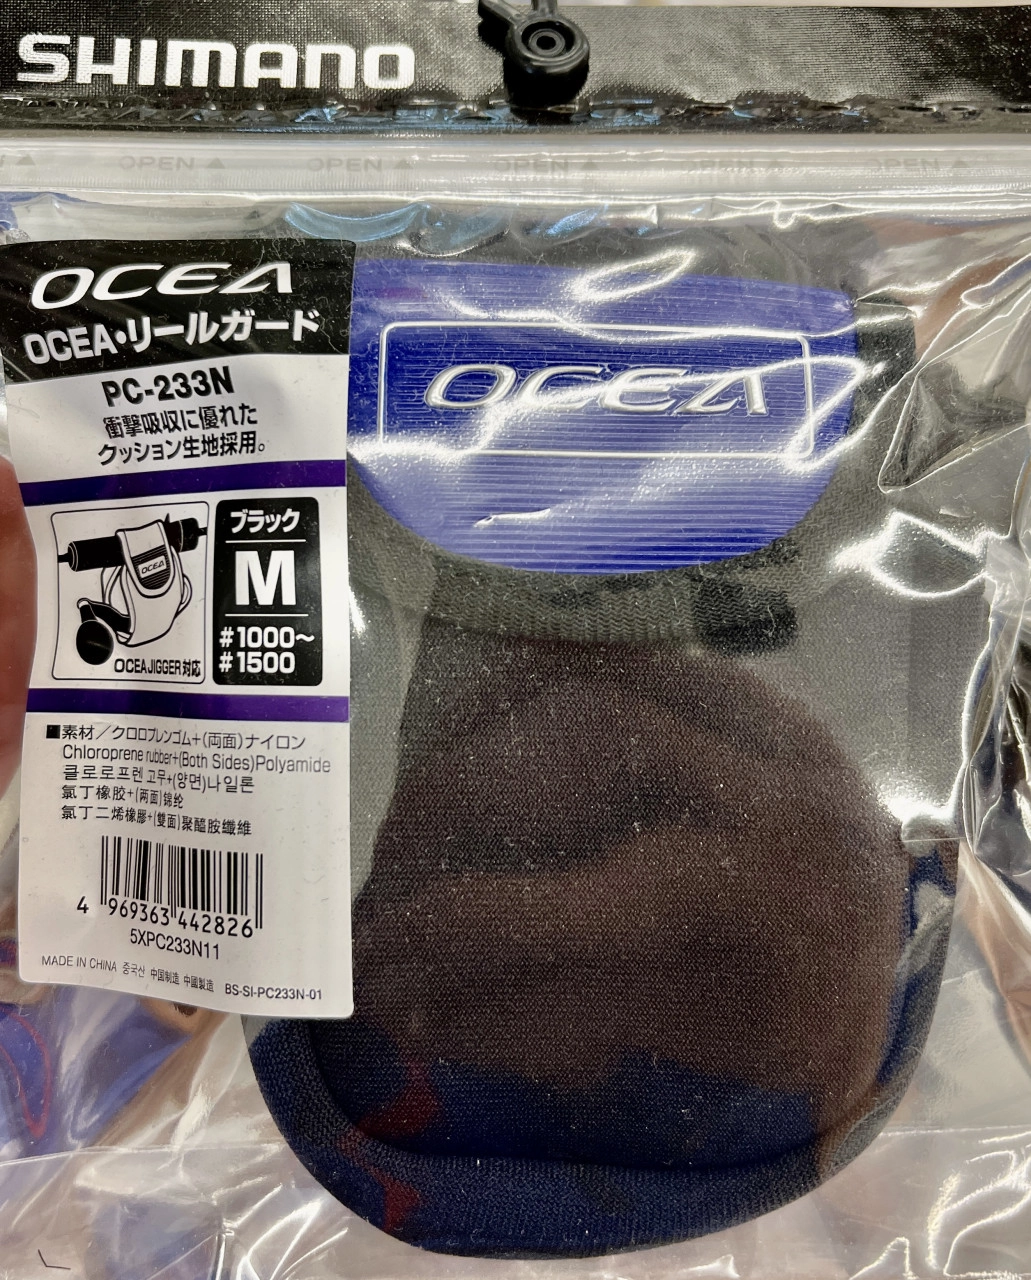 SHIMANO
OPEN ▲ OPEN ▲ OPEN ▲ OPEN ▲ OPEN ▲
OCEA
OCEA・リールガード
PC-233N
衝撃吸収に優れた
クッション生地採用。
OCEA
OCEA JIGGER対応
ブラック
M
#1000〜
#1500
■素材／クロロプレンゴム+(両面)ナイロン
Chloroprene rubber+(Both Sides)Polyamide
클로로프렌 고무+(양면)나일론
氯丁橡胶+(两面)锦纶
氯丁二烯橡膠+(雙面)聚醯胺纖維
4 969363 442826
5XPC233N11
MADE IN CHINA 중국산 中国制造 中國製造 BS-SI-PC233N-01
OCEA